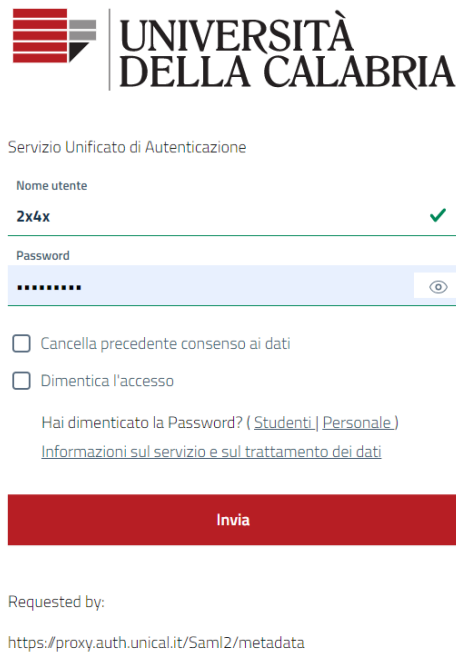 UNIVERSITÀ
DELLA CALABRIA
Servizio Unificato di Autenticazione
Nome utente
2x4x
Password
•••••••••
Cancella precedente consenso ai dati
Dimentica l'accesso
Hai dimenticato la Password? ( Studenti | Personale )
Informazioni sul servizio e sul trattamento dei dati
Invia
Requested by:
https://proxy.auth.unical.it/Saml2/metadata